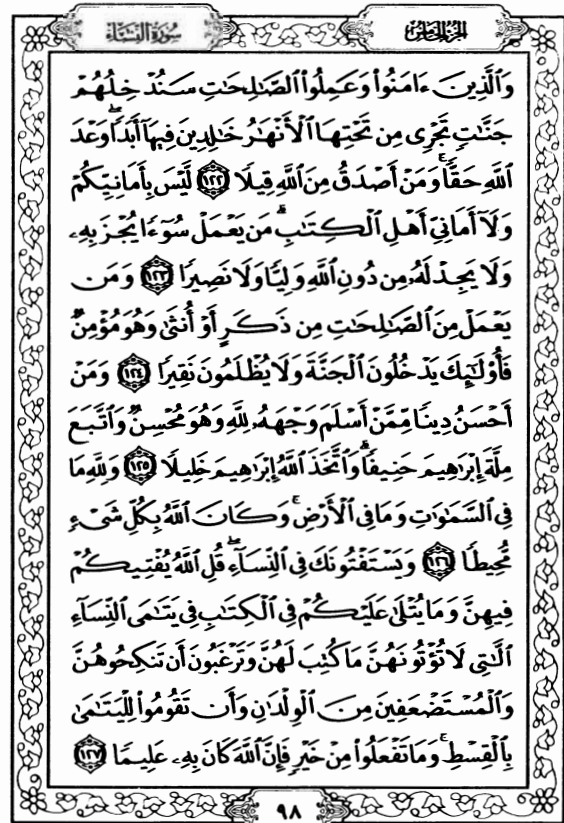 سُورَةُ النِّسَاءِ
الجزء الخامس
وَٱلَّذِينَ ءَامَنُوا۟ وَعَمِلُوا۟ ٱلصَّـٰلِحَـٰتِ سَنُدْخِلُهُمْ
جَنَّـٰتٍ تَجْرِى مِن تَحْتِهَا ٱلْأَنْهَـٰرُ خَـٰلِدِينَ فِيهَآ أَبَدًا ۖ وَعْدَ
ٱللَّهِ حَقًّا ۚ وَمَنْ أَصْدَقُ مِنَ ٱللَّهِ قِيلًا ١٢٢ لَّيْسَ بِأَمَانِيِّكُمْ
وَلَآ أَمَانِىِّ أَهْلِ ٱلْكِتَـٰبِ ۗ مَن يَعْمَلْ سُوٓءًا يُجْزَ بِهِۦ
وَلَا يَجِدْ لَهُۥ مِن دُونِ ٱللَّهِ وَلِيًّا وَلَا نَصِيرًا ١٢٣ وَمَن
يَعْمَلْ مِنَ ٱلصَّـٰلِحَـٰتِ مِن ذَكَرٍ أَوْ أُنثَىٰ وَهُوَ مُؤْمِنٌ
فَأُو۟لَـٰٓئِكَ يَدْخُلُونَ ٱلْجَنَّةَ وَلَا يُظْلَمُونَ نَقِيرًا ١٢٤ وَمَنْ
أَحْسَنُ دِينًا مِّمَّنْ أَسْلَمَ وَجْهَهُۥ لِلَّهِ وَهُوَ مُحْسِنٌ وَٱتَّبَعَ
مِلَّةَ إِبْرَٰهِيمَ حَنِيفًا ۗ وَٱتَّخَذَ ٱللَّهُ إِبْرَٰهِيمَ خَلِيلًا ١٢٥ وَلِلَّهِ مَا
فِى ٱلسَّمَـٰوَٰتِ وَمَا فِى ٱلْأَرْضِ ۚ وَكَانَ ٱللَّهُ بِكُلِّ شَىْءٍ
مُّحِيطًا ١٢٦ وَيَسْتَفْتُونَكَ فِى ٱلنِّسَآءِ ۖ قُلِ ٱللَّهُ يُفْتِيكُمْ
فِيهِنَّ وَمَا يُتْلَىٰ عَلَيْكُمْ فِى ٱلْكِتَـٰبِ فِى يَتَـٰمَى ٱلنِّسَآءِ
ٱلَّـٰتِى لَا تُؤْتُونَهُنَّ مَا كُتِبَ لَهُنَّ وَتَرْغَبُونَ أَن تَنكِحُوهُنَّ
وَٱلْمُسْتَضْعَفِينَ مِنَ ٱلْوِلْدَٰنِ وَأَن تَقُومُوا۟ لِلْيَتَـٰمَىٰ
بِٱلْقِسْطِ ۚ وَمَا تَفْعَلُوا۟ مِنْ خَيْرٍ فَإِنَّ ٱللَّهَ كَانَ بِهِۦ عَلِيمًا ١٢٧
٩٨